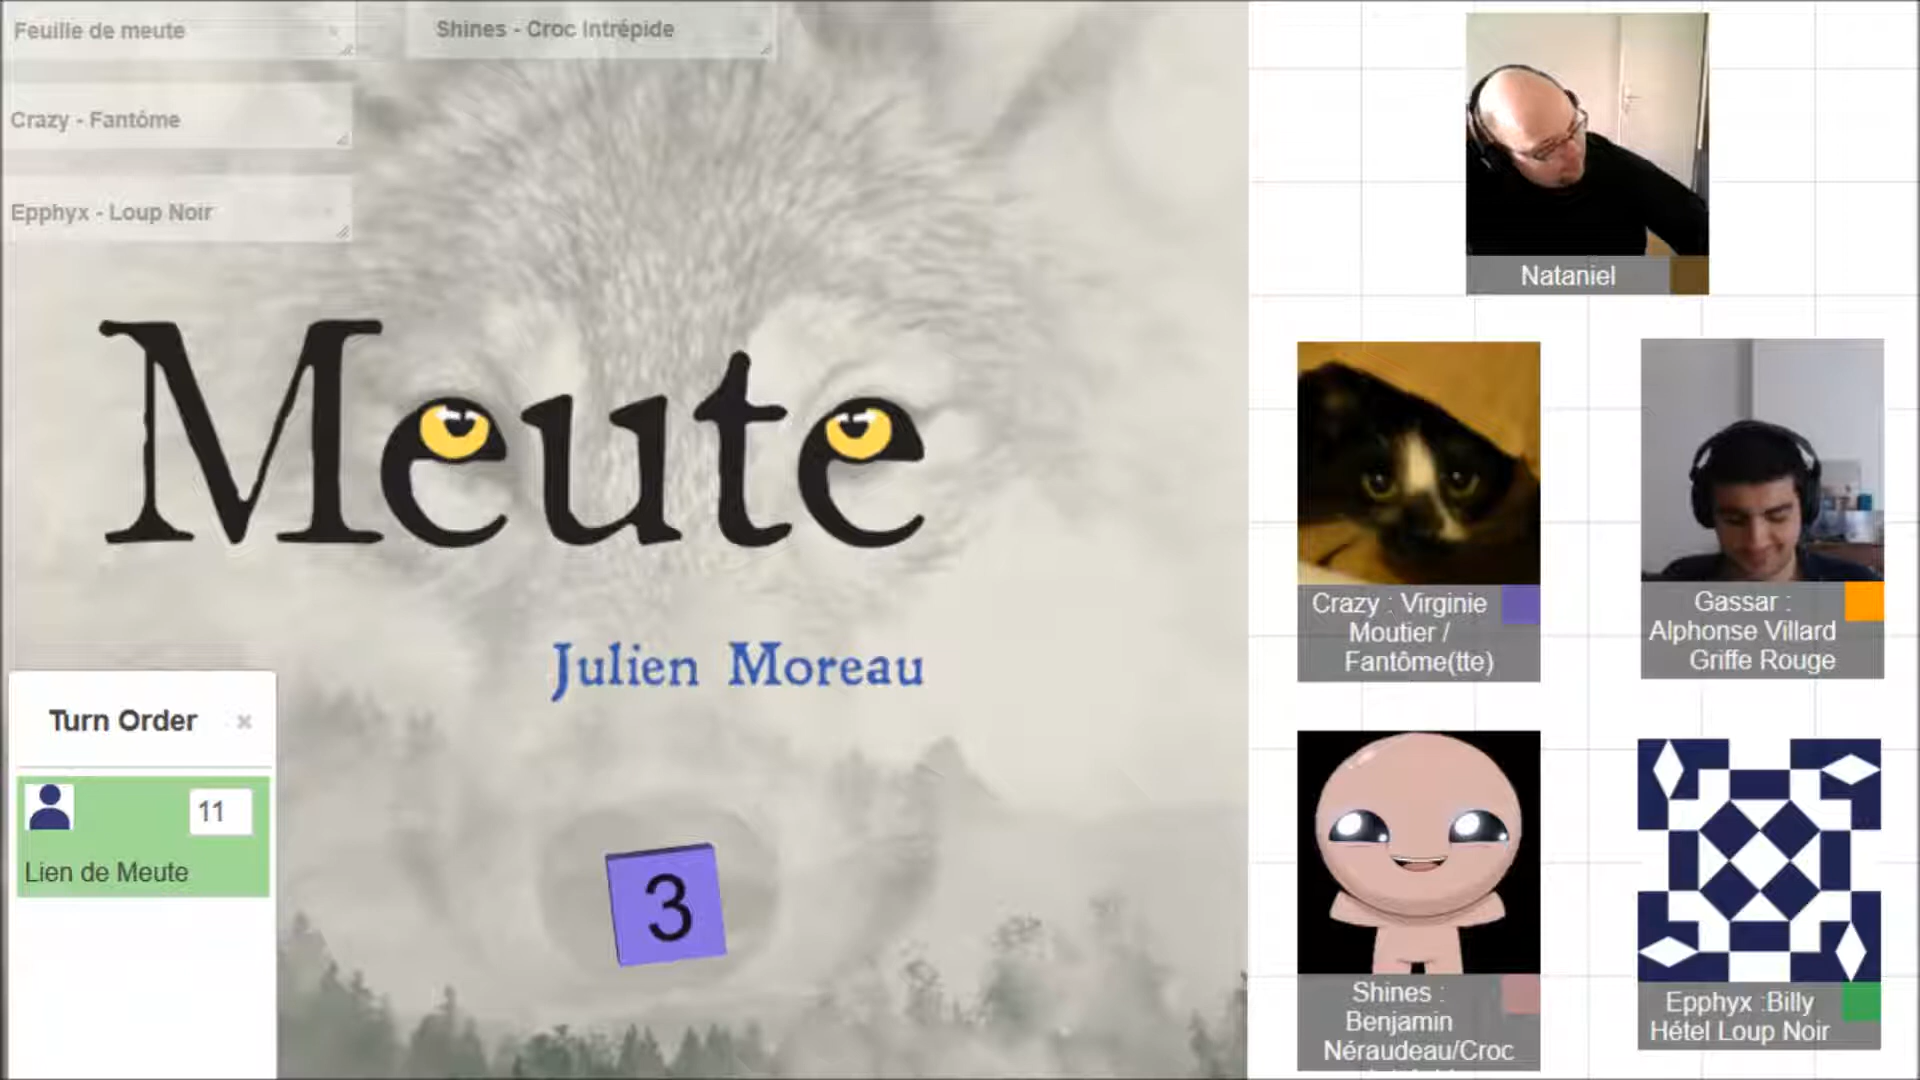 Feuille de meute
Shines - Croc Intrépide
Crazy - Fantôme
Epphyx - Loup Noir
Meute
Julien Moreau
Turn Order
11
Lien de Meute
3
Nataniel
Crazy : Virginie
Moutier /
Fantôme(tte)
Gassar :
Alphonse Villard
Griffe Rouge
Shines :
Benjamin
Néraudeau/Croc
Epphyx :Billy
Hétel Loup Noir